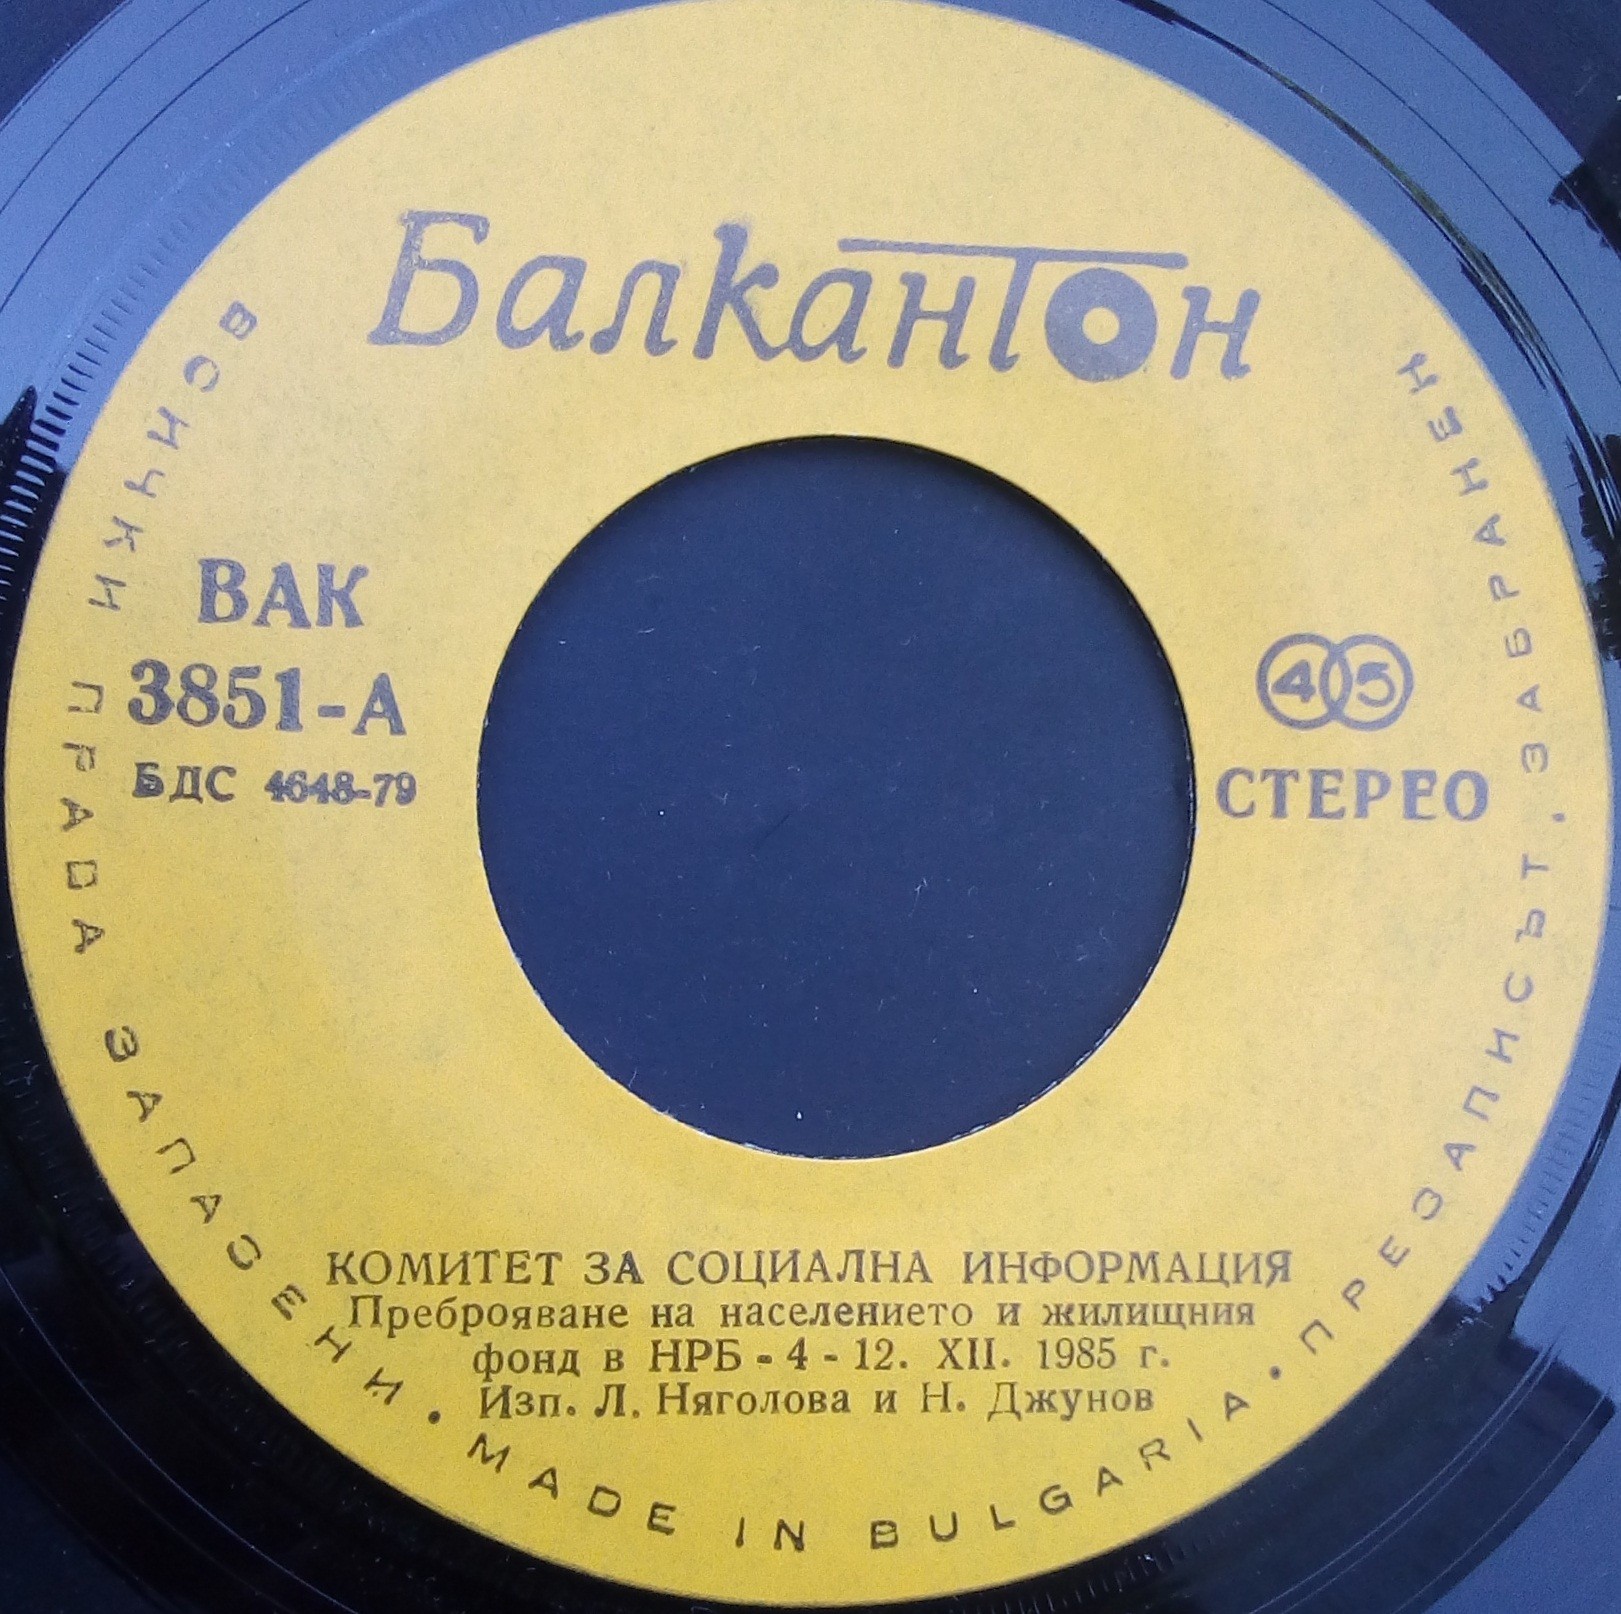 Балкантон
ВАК
3851-А
БДС 4648-79
45
СТЕРЕО
КОМИТЕТ ЗА СОЦИАЛНА ИНФОРМАЦИЯ
Преброяване на населението и жилищния
фонд в НРБ - 4 - 12. XII. 1985 г.
Изп. Л. Няголова и Н. Джунов
ВСИЧКИ ПРАВА ЗАПАЗЕНИ. MADE IN BULGARIA. ПРЕЗАПИСЪТ. ЗАБРАНЕН